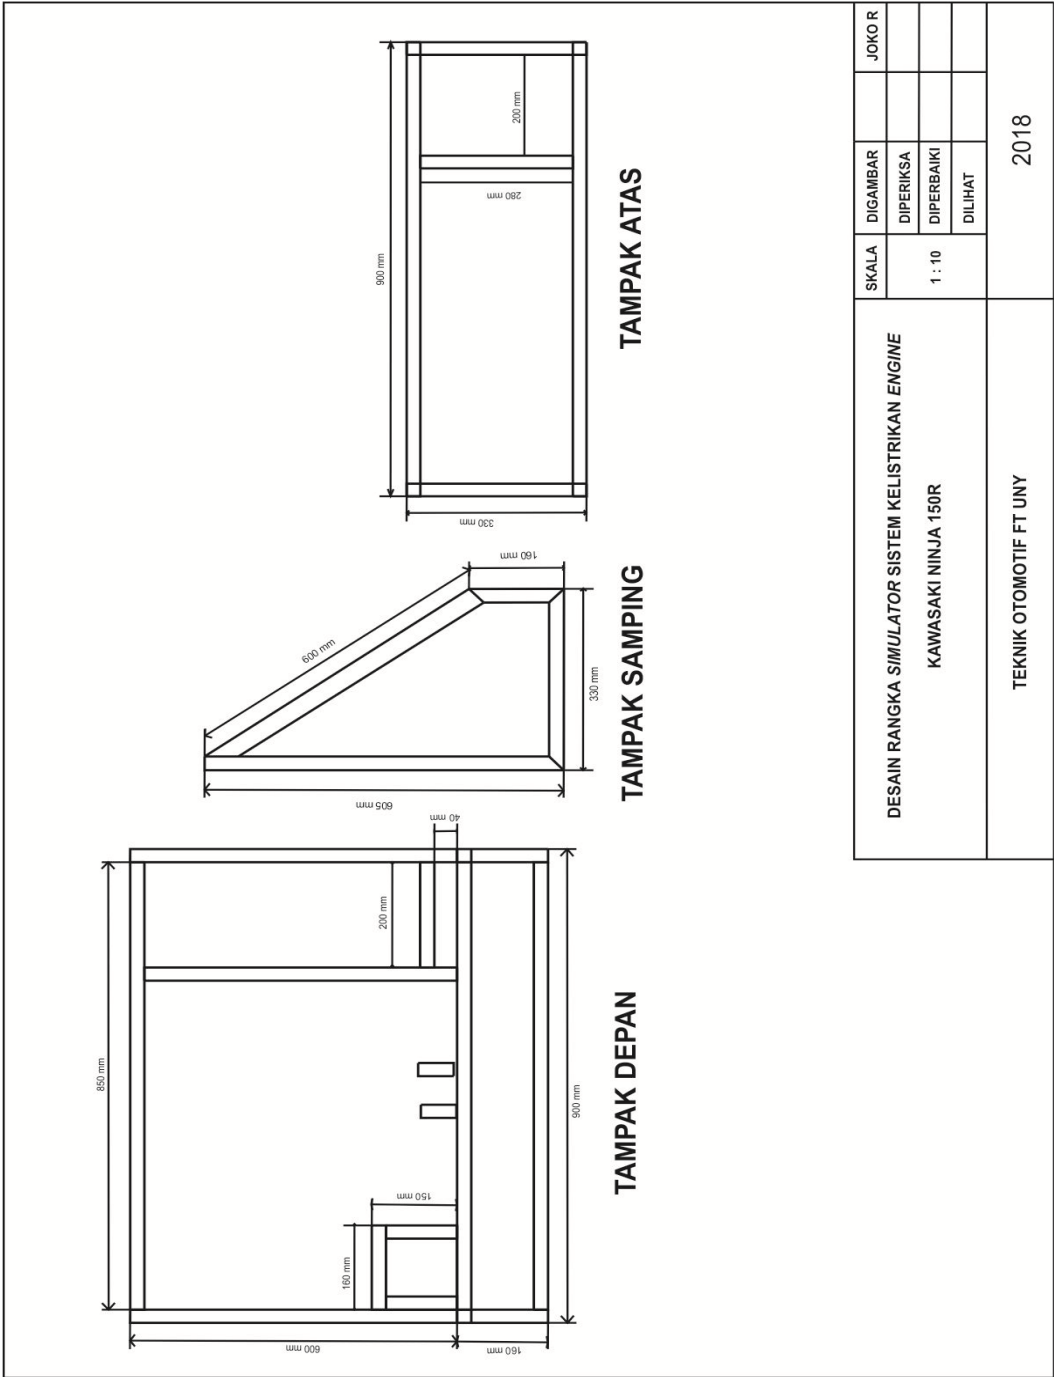 850 mm
200 mm
40 mm
160 mm
150 mm
600 mm
160 mm
900 mm
TAMPAK DEPAN
600 mm
160 mm
605 mm
330 mm
TAMPAK SAMPING
900 mm
200 mm
280 mm
330 mm
TAMPAK ATAS
DESAIN RANGKA SIMULATOR SISTEM KELISTRIKAN ENGINE
KAWASAKI NINJA 150R
SKALA
1 : 10
DIGAMBAR JOKO R
DIPERIKSA
DIPERBAIKI
DILIHAT
TEKNIK OTOMOTIF FT UNY
2018